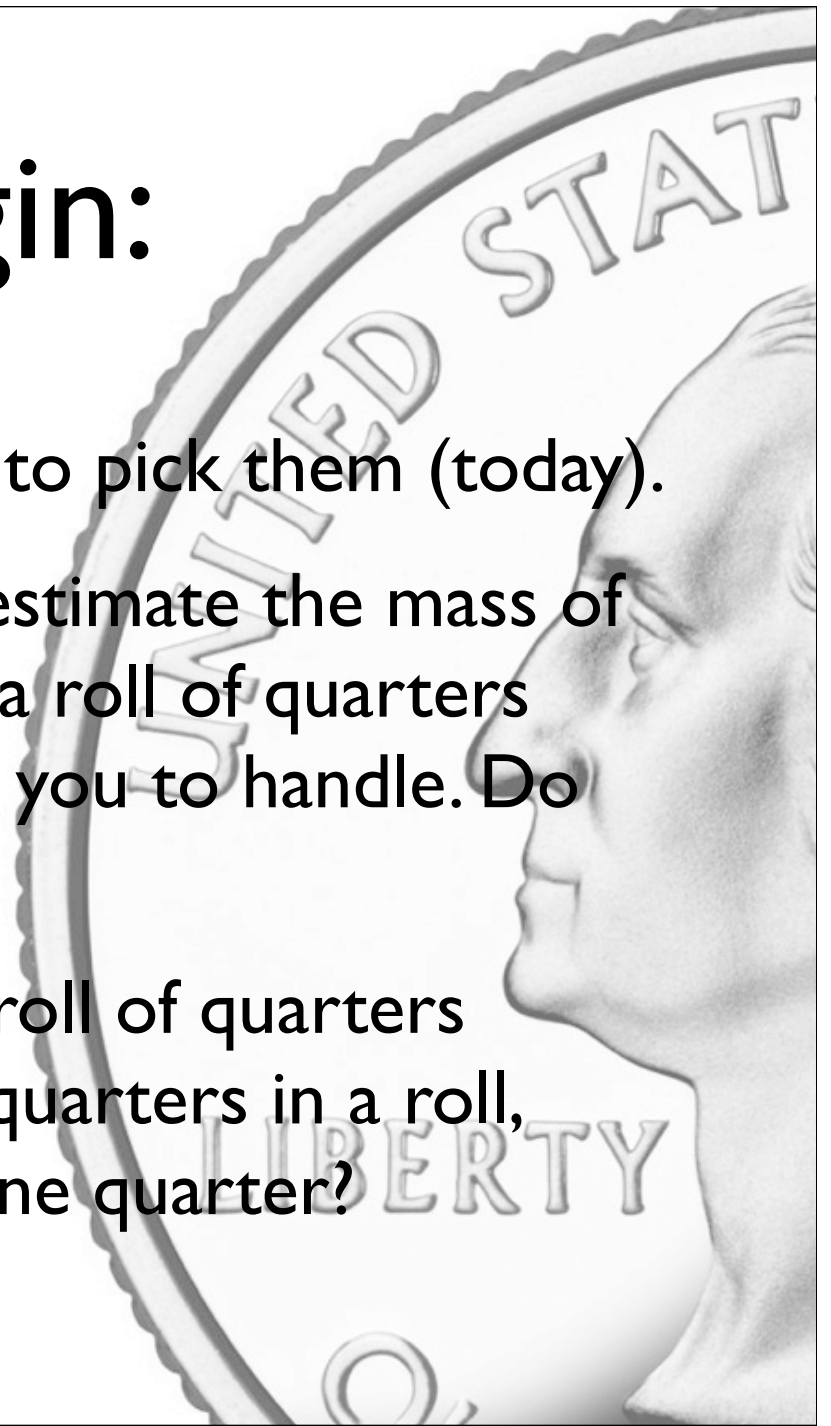 gin:
to pick them (today).
estimate the mass of
a roll of quarters
you to handle. Do
roll of quarters
quarters in a roll,
ne quarter?
UNITED STAT
LIBERTY